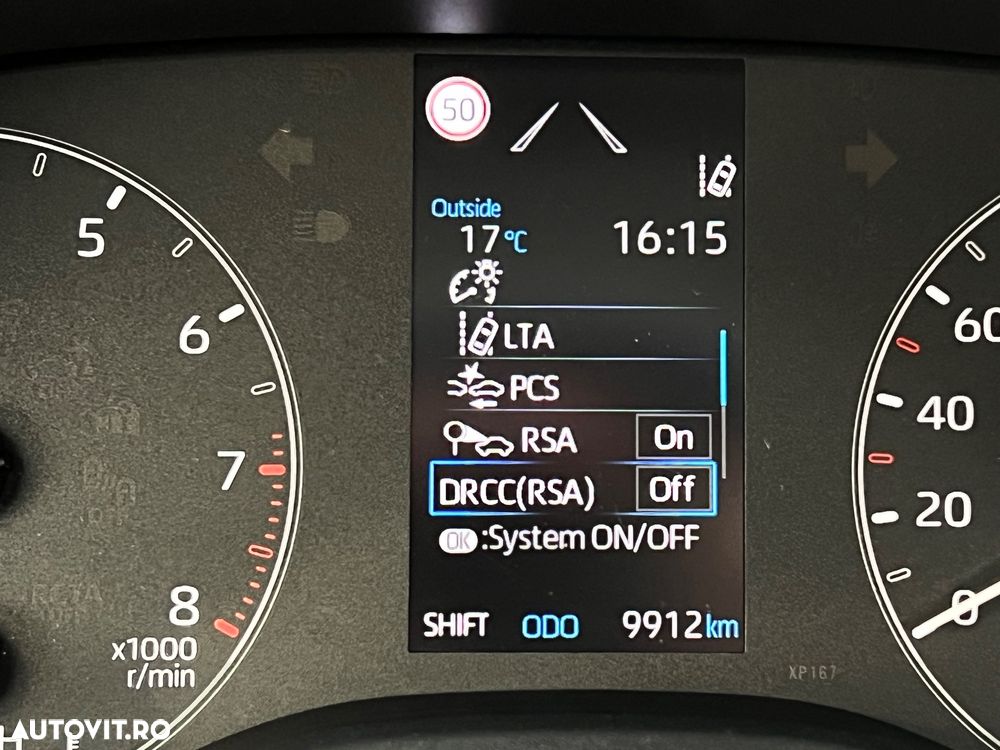 50
Outside
17°C 16:15
LTA
PCS
RSA On
DRCC(RSA) Off
OK :System ON/OFF
SHIFT ODO 9912km
5
6
7
8
x1000
r/min
60
40
20
0
XP167
H E
AUTOVIT.RO